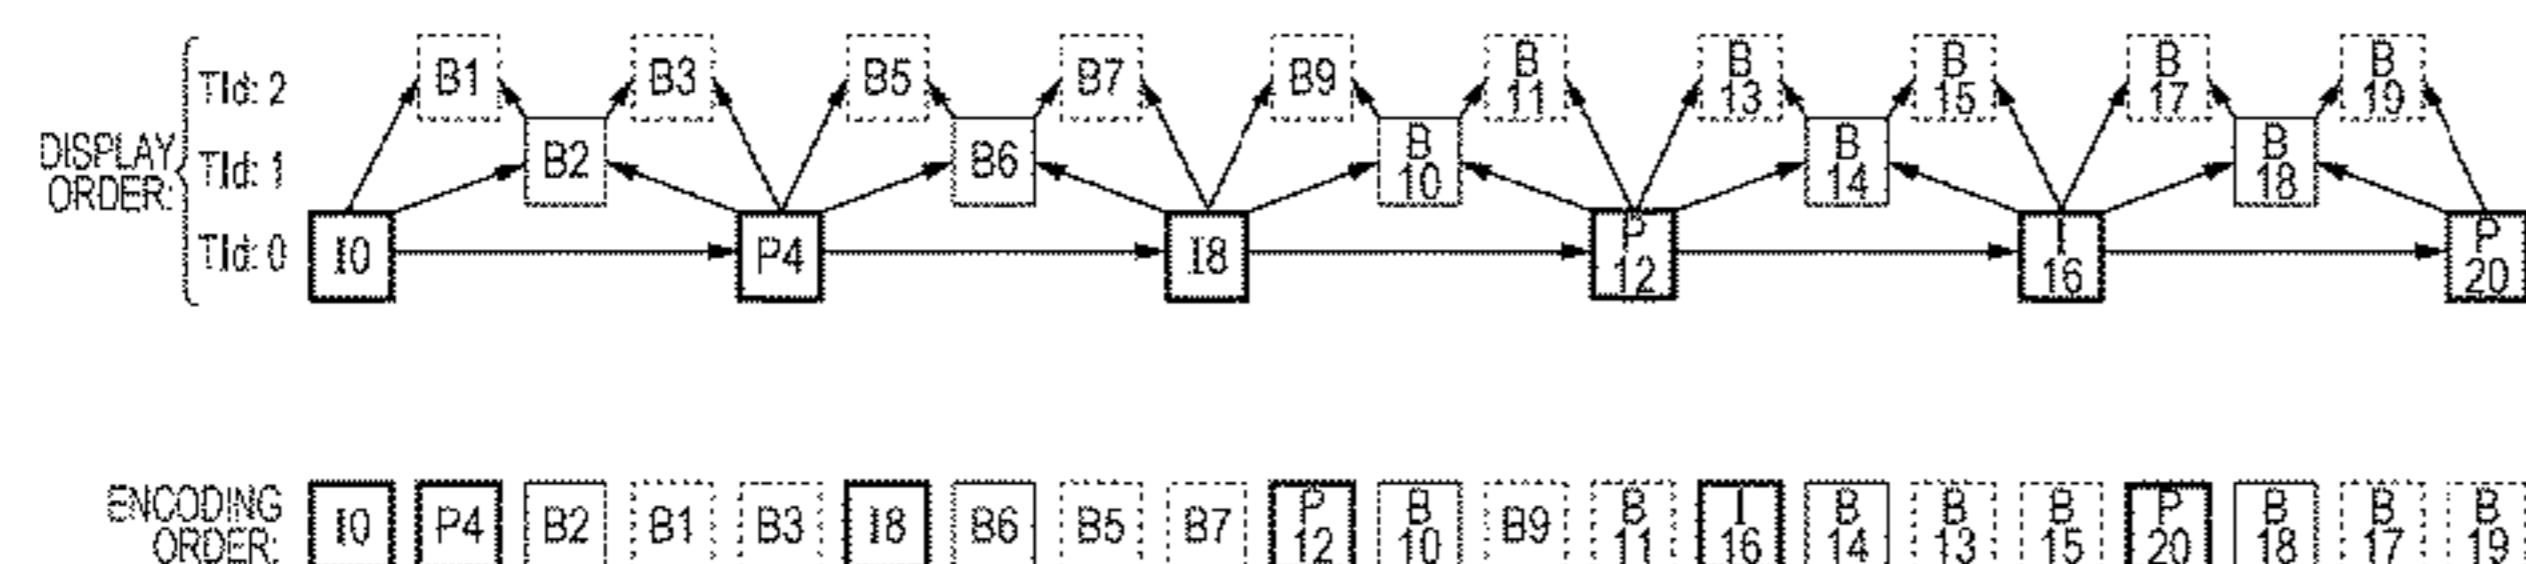 DISPLAY ORDER:
TId: 2 B1 B3 B5 B7 B9 B 11 B 13 B 15 B 17 B 19
TId: 1 B2 B6 B 10 B 14 B 18
TId: 0 I0 P4 I8 P 12 I 16 P 20
ENCODING ORDER: I0 P4 B2 B1 B3 I8 B6 B5 B7 P 12 B 10 B9 B 11 I 16 B 14 B 13 B 15 P 20 B 18 B 17 B 19